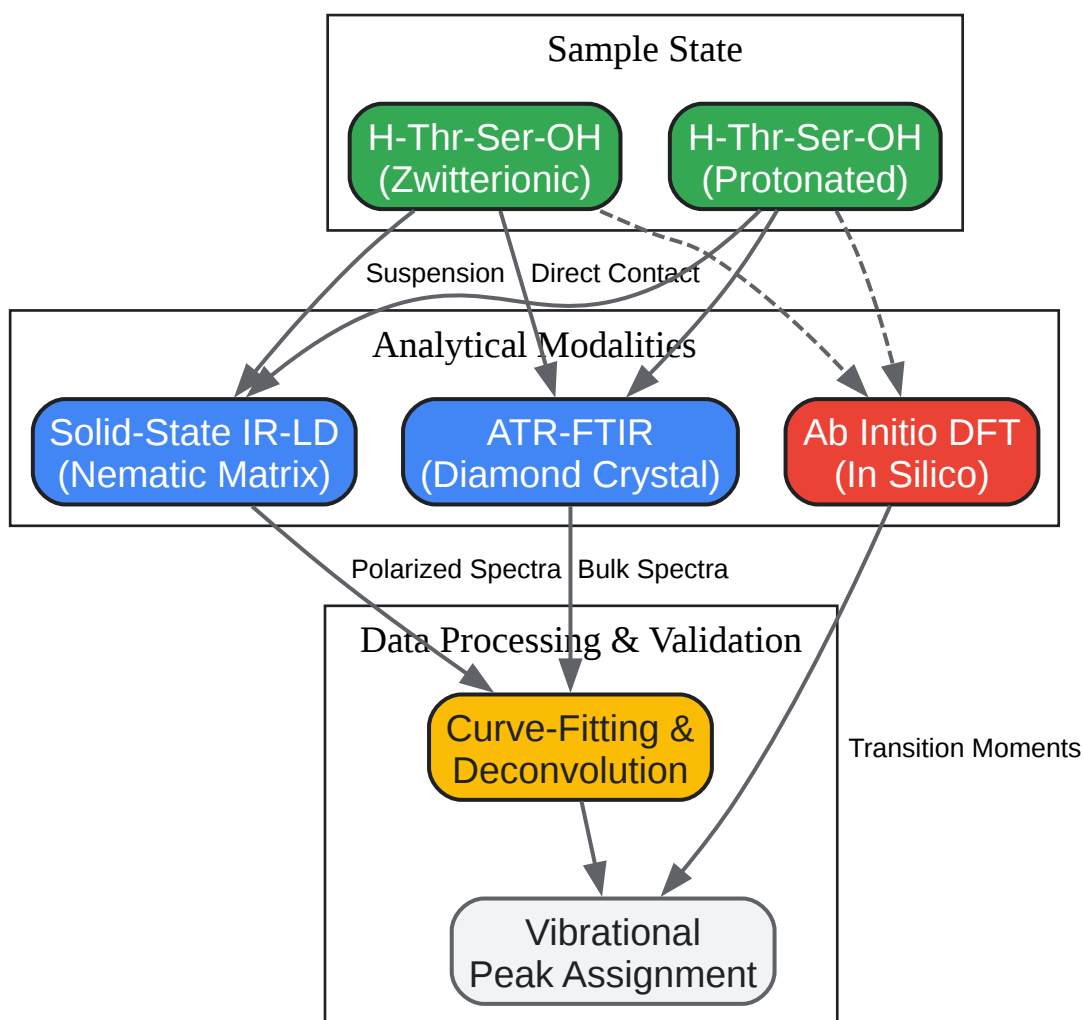 Sample State
H-Thr-Ser-OH
(Zwitterionic)
H-Thr-Ser-OH
(Protonated)
Suspension
Direct Contact
Analytical Modalities
Solid-State IR-LD
(Nematic Matrix)
ATR-FTIR
(Diamond Crystal)
Ab Initio DFT
(In Silico)
Polarized Spectra
Bulk Spectra
Data Processing & Validation
Curve-Fitting &
Deconvolution
Transition Moments
Vibrational
Peak Assignment